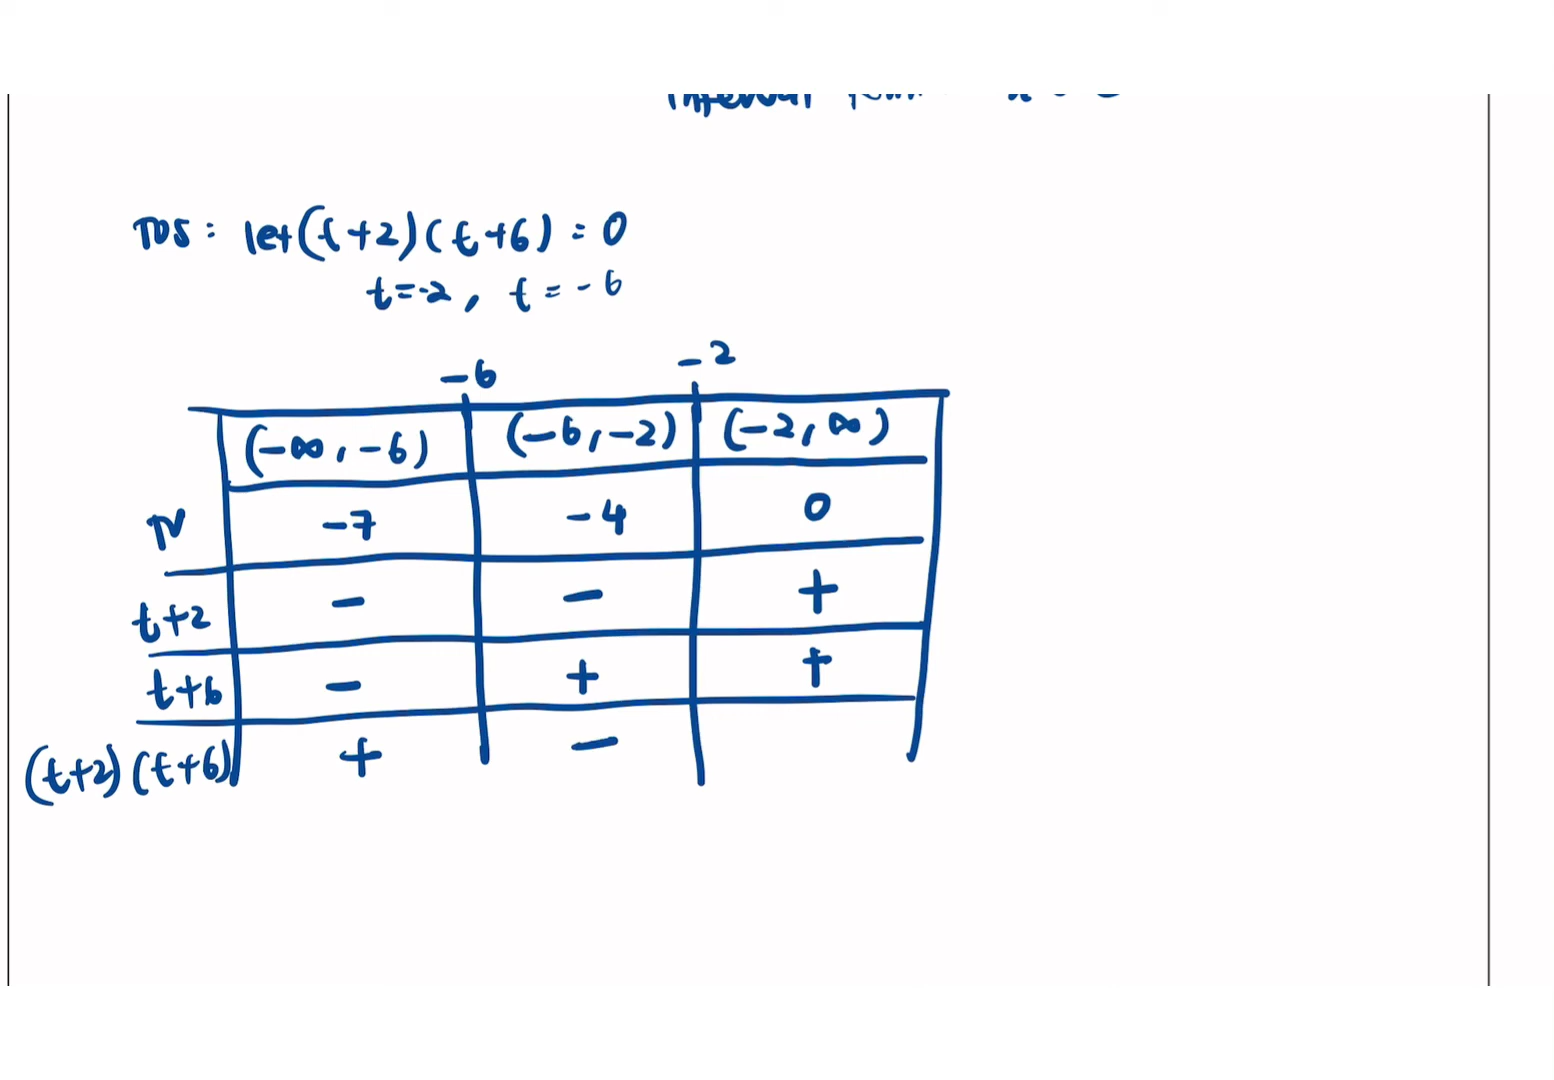 TOS: let (t+2)(t+6) = 0
t=-2, t=-6
-6 -2
(-∞, -6) (-6, -2) (-2, ∞)
TV -7 -4 0
t+2 - - +
t+6 - + +
(t+2)(t+6) + -